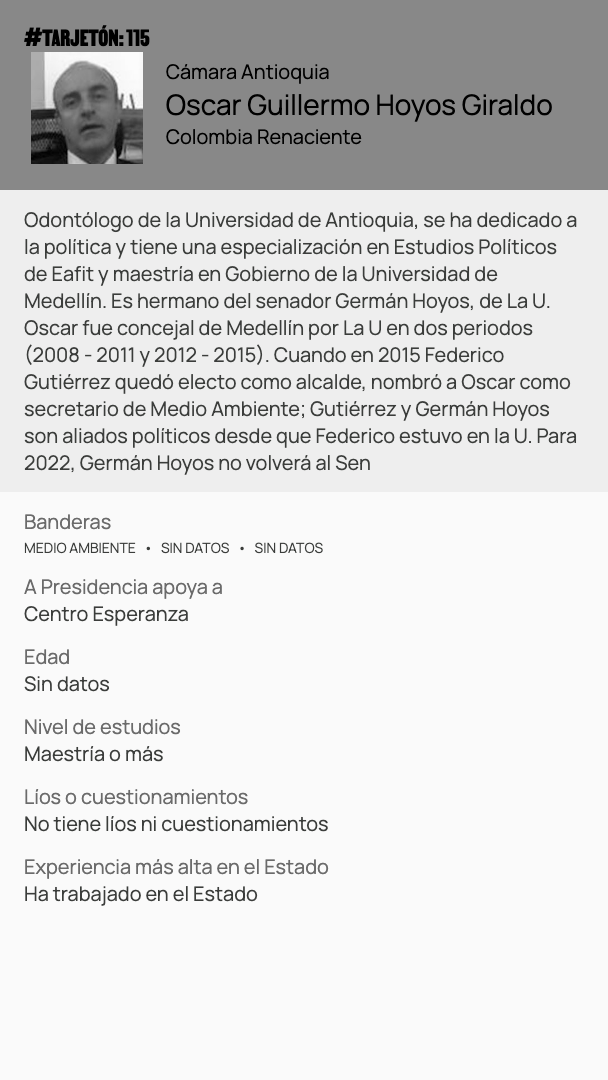 #TARJETÓN: 115
Cámara Antioquia
Oscar Guillermo Hoyos Giraldo
Colombia Renaciente
Odontólogo de la Universidad de Antioquia, se ha dedicado a
la política y tiene una especialización en Estudios Políticos
de Eafit y maestría en Gobierno de la Universidad de
Medellín. Es hermano del senador Germán Hoyos, de La U.
Oscar fue concejal de Medellín por La U en dos periodos
(2008 - 2011 y 2012 - 2015). Cuando en 2015 Federico
Gutiérrez quedó electo como alcalde, nombró a Oscar como
secretario de Medio Ambiente; Gutiérrez y Germán Hoyos
son aliados políticos desde que Federico estuvo en la U. Para
2022, Germán Hoyos no volverá al Sen
Banderas
MEDIO AMBIENTE • SIN DATOS • SIN DATOS
A Presidencia apoya a
Centro Esperanza
Edad
Sin datos
Nivel de estudios
Maestría o más
Líos o cuestionamientos
No tiene líos ni cuestionamientos
Experiencia más alta en el Estado
Ha trabajado en el Estado